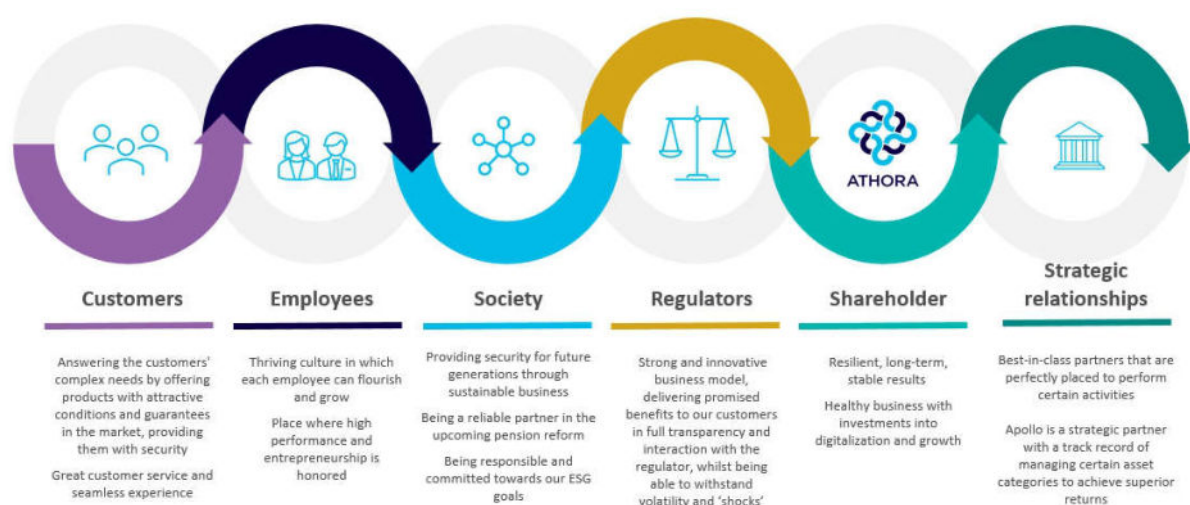 ATHORA
Customers
Answering the customers'
complex needs by offering
products with attractive
conditions and guarantees
in the market, providing
them with security
Great customer service and
seamless experience
Employees
Thriving culture in which
each employee can flourish
and grow
Place where high
performance and
entrepreneurship is
honored
Society
Providing security for future
generations through
sustainable business
Being a reliable partner in the
upcoming pension reform
Being responsible and
committed towards our ESG
goals
Regulators
Strong and innovative
business model,
delivering promised
benefits to our customers
in full transparency and
interaction with the
regulator, whilst being
able to withstand
volatility and ‘shocks’
Shareholder
Resilient, long-term,
stable results
Healthy business with
investments into
digitalization and growth
Strategic
relationships
Best-in-class partners that are
perfectly placed to perform
certain activities
Apollo is a strategic partner
with a track record of
managing certain asset
categories to achieve superior
returns